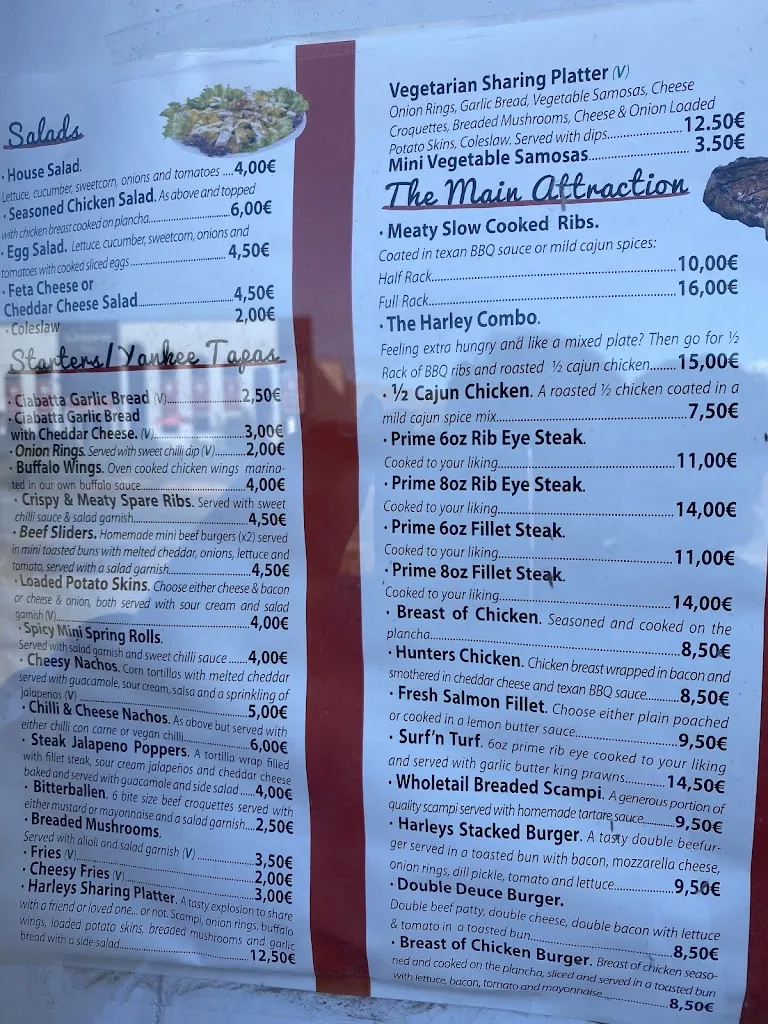 Salads
· House Salad.
Lettuce, cucumber, sweetcorn, onions and tomatoes ....4,00€
· Seasoned Chicken Salad. As above and topped
with chicken breast cooked on plancha..................6,00€
· Egg Salad. Lettuce, cucumber, sweetcorn, onions and
tomatoes with cooked sliced eggs ........................ 4,50€
· Feta Cheese or
Cheddar Cheese Salad........................4,50€
· Coleslaw 2,00€
Starters/Yankee Tapas
· Ciabatta Garlic Bread (V)..................2,50€
· Ciabatta Garlic Bread
with Cheddar Cheese. (V)......................3,00€
· Onion Rings. Served with sweet chilli dip (V).........2,00€
· Buffalo Wings. Oven cooked chicken wings marina-
ted in our own buffalo sauce........................4,00€
· Crispy & Meaty Spare Ribs. Served with sweet
chilli sauce & salad garnish........................4,50€
· Beef Sliders. Homemade mini beef burgers (x2) served
in mini toasted buns with melted cheddar, onions, lettuce and
tomato, served with a salad garnish......................4,50€
· Loaded Potato Skins. Choose either cheese & bacon
or cheese & onion, both served with sour cream and salad
garnish (V)........................4,00€
· Spicy Mini Spring Rolls.
Served with salad garnish and sweet chilli sauce ......4,00€
· Cheesy Nachos. Corn tortillas with melted cheddar
served with guacamole, sour cream, salsa and a sprinkling of
jalapenos (V) ........................5,00€
· Chilli & Cheese Nachos. As above but served with
either chilli con carne or vegan chilli.................6,00€
· Steak Jalapeno Poppers. A tortilla wrap filled
with fillet steak, sour cream jalapeños and cheddar cheese
baked and served with guacamole and side salad .....4,00€
· Bitterballen. 6 bite size beef croquettes served with
either mustard or mayonnaise and a salad garnish....2,50€
· Breaded Mushrooms.
Served with alioli and salad garnish (V) ..............3,50€
· Fries (V)........................2,00€
· Cheesy Fries (V)........................3,00€
· Harleys Sharing Platter. A tasty explosion to share
with a friend or loved one... or not. Scampi, onion rings, buffalo
wings, loaded potato skins, breaded mushrooms and garlic
bread with a side salad........................12,50€
Vegetarian Sharing Platter (V)
Onion Rings, Garlic Bread, Vegetable Samosas, Cheese
Croquettes, Breaded Mushrooms, Cheese & Onion Loaded
Potato Skins, Coleslaw. Served with dips................12.50€
Mini Vegetable Samosas........................ 3.50€
The Main Attraction
· Meaty Slow Cooked Ribs.
Coated in texan BBQ sauce or mild cajun spices:
Half Rack........................10,00€
Full Rack........................16,00€
· The Harley Combo.
Feeling extra hungry and like a mixed plate? Then go for ½
Rack of BBQ ribs and roasted ½ cajun chicken.......15,00€
· ½ Cajun Chicken. A roasted ½ chicken coated in a
mild cajun spice mix........................7,50€
· Prime 6oz Rib Eye Steak.
Cooked to your liking........................11,00€
· Prime 8oz Rib Eye Steak.
Cooked to your liking........................14,00€
· Prime 6oz Fillet Steak.
Cooked to your liking........................11,00€
· Prime 8oz Fillet Steak.
Cooked to your liking........................14,00€
· Breast of Chicken. Seasoned and cooked on the
plancha........................8,50€
· Hunters Chicken. Chicken breast wrapped in bacon and
smothered in cheddar cheese and texan BBQ sauce........8,50€
· Fresh Salmon Fillet. Choose either plain poached
or cooked in a lemon butter sauce........................9,50€
· Surf'n Turf. 6oz prime rib eye cooked to your liking
and served with garlic butter king prawns................14,50€
· Wholetail Breaded Scampi. A generous portion of
quality scampi served with homemade tartare sauce........9,50€
· Harleys Stacked Burger. A tasty double beefur-
ger served in a toasted bun with bacon, mozzarella cheese,
onion rings, dill pickle, tomato and lettuce................9,50€
· Double Deuce Burger.
Double beef patty, double cheese, double bacon with lettuce
& tomato in a toasted bun........................8,50€
· Breast of Chicken Burger. Breast of chicken seaso-
ned and cooked on the plancha, sliced and served in a toasted bun
with lettuce, bacon, tomato and mayonnaise................8,50€